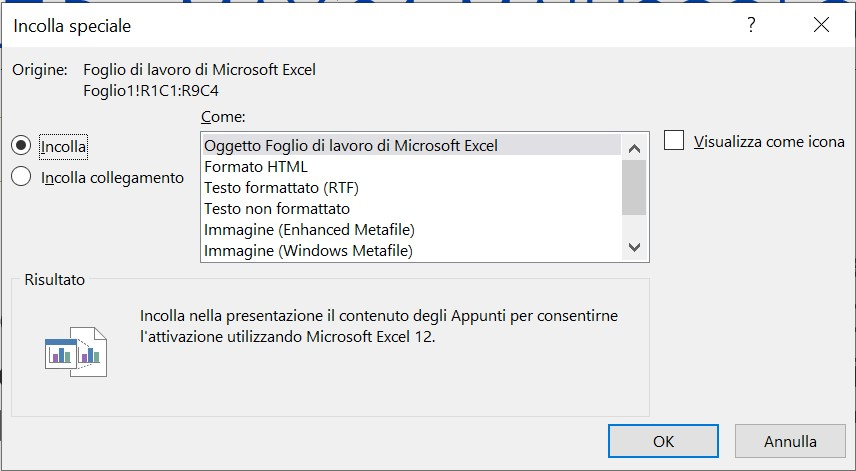 Incolla speciale
?
Origine: Foglio di lavoro di Microsoft Excel
Foglio1!R1C1:R9C4
Come:
Incolla
Incolla collegamento
Oggetto Foglio di lavoro di Microsoft Excel
Formato HTML
Testo formattato (RTF)
Testo non formattato
Immagine (Enhanced Metafile)
Immagine (Windows Metafile)
Visualizza come icona
Risultato
Incolla nella presentazione il contenuto degli Appunti per consentirne
l'attivazione utilizzando Microsoft Excel 12.
OK
Annulla